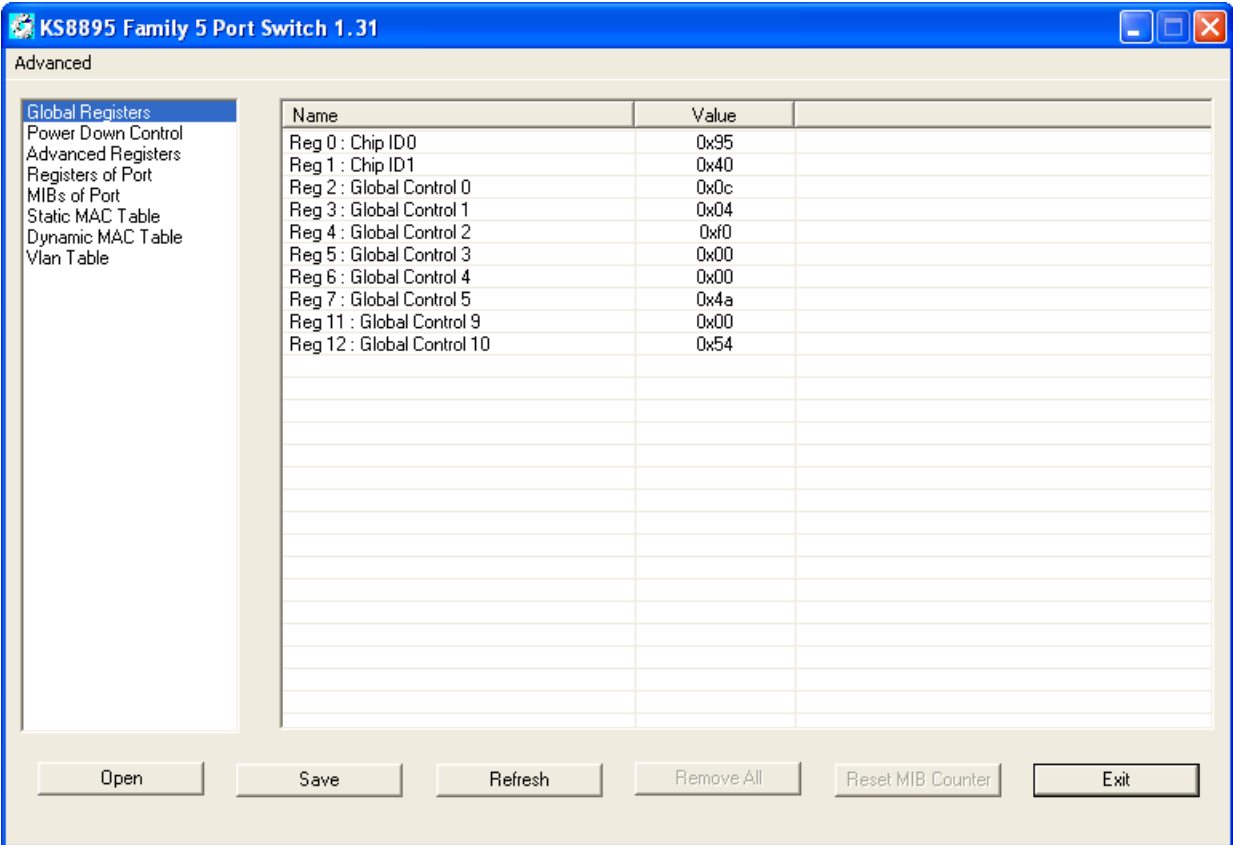 KS8895 Family 5 Port Switch 1.31
Advanced
Global Registers
Power Down Control
Advanced Registers
Registers of Port
MIBs of Port
Static MAC Table
Dynamic MAC Table
Vlan Table
Name Value
Reg 0 : Chip ID0 0x95
Reg 1 : Chip ID1 0x40
Reg 2 : Global Control 0 0x0c
Reg 3 : Global Control 1 0x04
Reg 4 : Global Control 2 0xf0
Reg 5 : Global Control 3 0x00
Reg 6 : Global Control 4 0x00
Reg 7 : Global Control 5 0x4a
Reg 11 : Global Control 9 0x00
Reg 12 : Global Control 10 0x54
Open Save Refresh Remove All Reset MIB Counter Exit